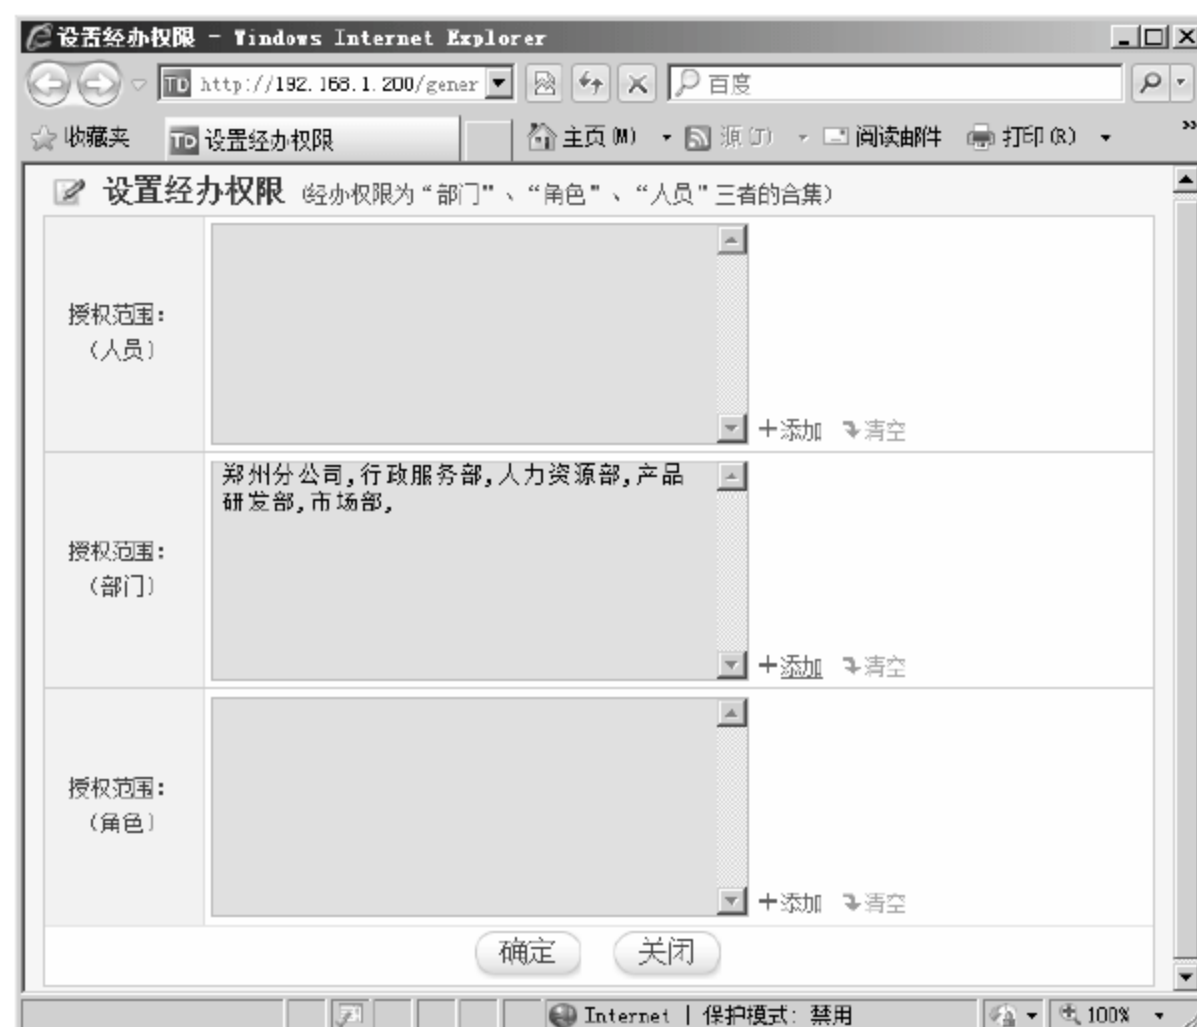 设置经办权限 - Windows Internet Explorer
TD http://192.168.1.200/gener 百度
收藏夹 TD 设置经办权限 主页(M) 源(J) 阅读邮件 打印(R) »
设置经办权限 (经办权限为“部门”、“角色”、“人员”三者的合集)
授权范围:
(人员)
+添加 清空
郑州分公司,行政服务部,人力资源部,产品
研发部,市场部,
授权范围:
(部门)
+添加 清空
授权范围:
(角色)
+添加 清空
确定 关闭
Internet | 保护模式: 禁用 100%